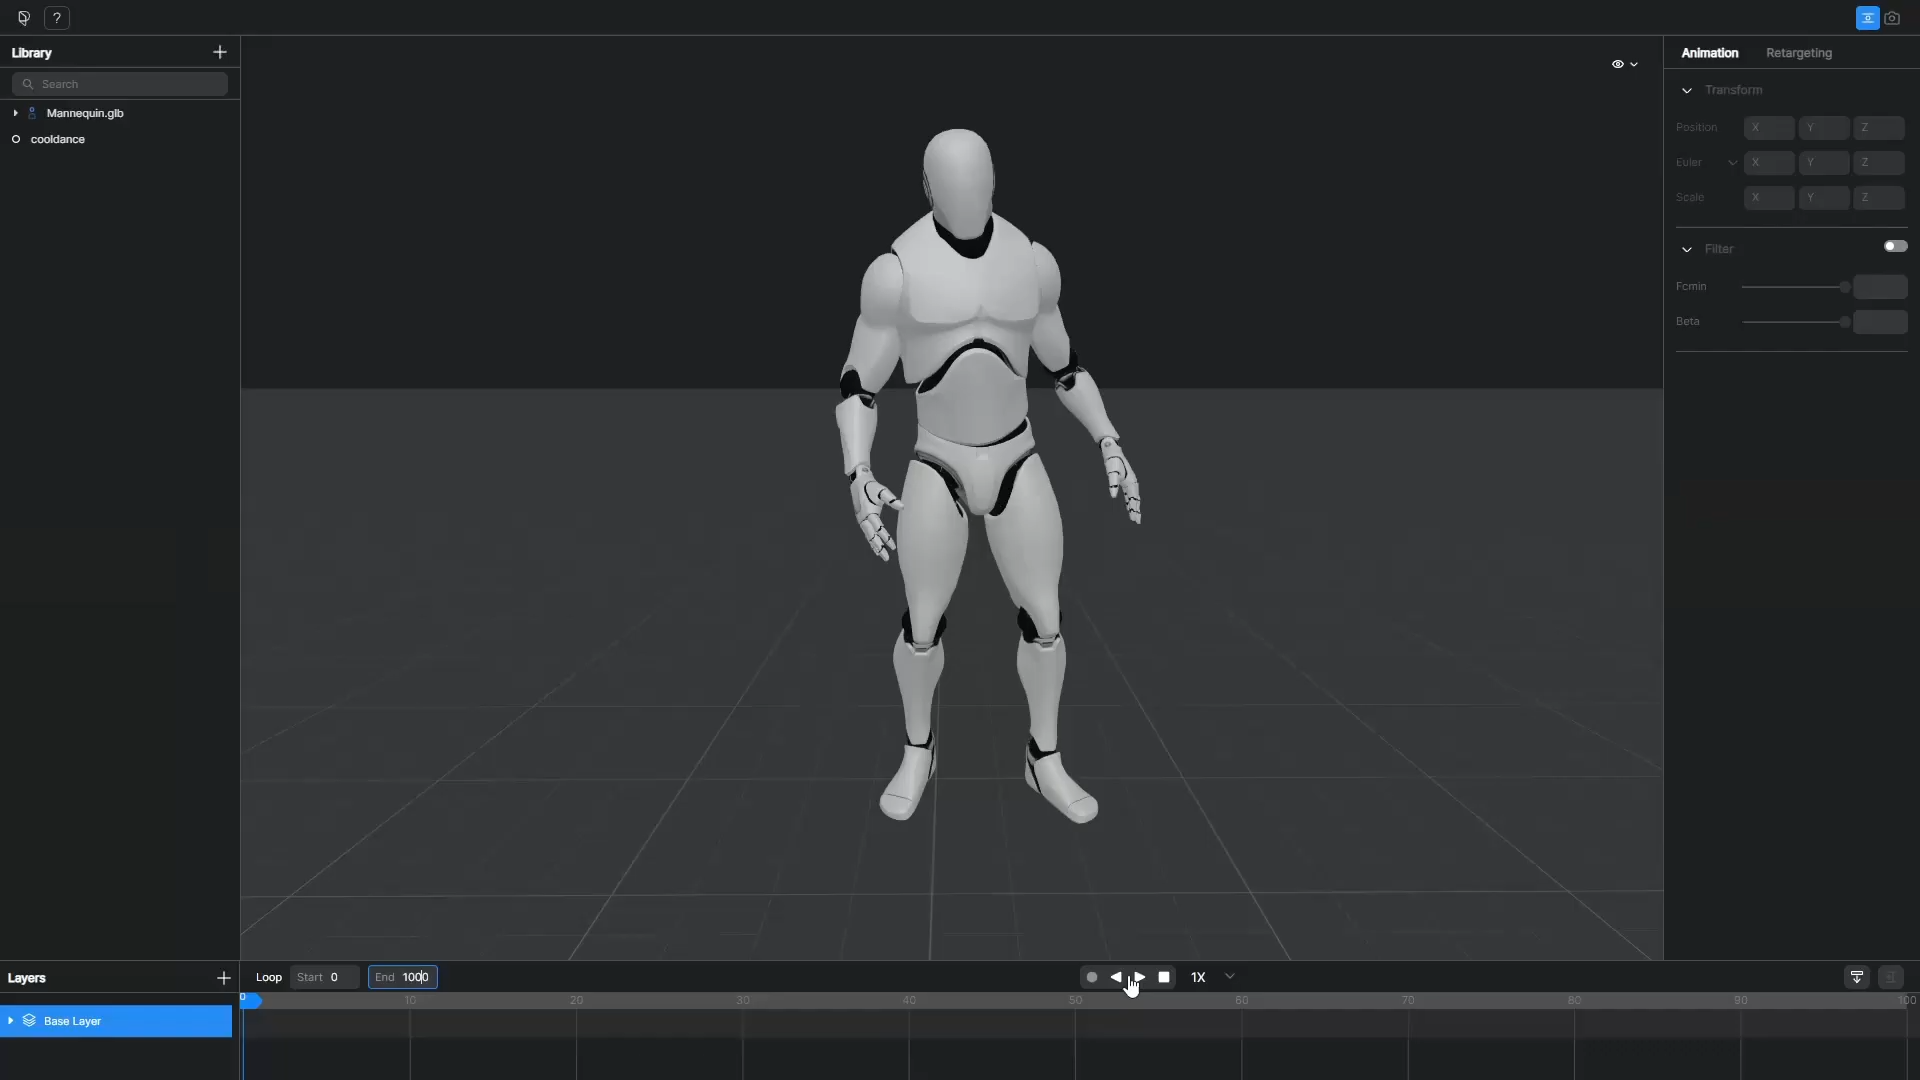 ?
Library
Search
Mannequin.glb
cooldance
Animation Retargeting
Transform
Position X Y Z
Euler X Y Z
Scale X Y Z
Filter
Fcmin
Beta
Layers
Loop Start 0 End 1000
1X
0 10 20 30 40 50 60 70 80 90 100
Base Layer